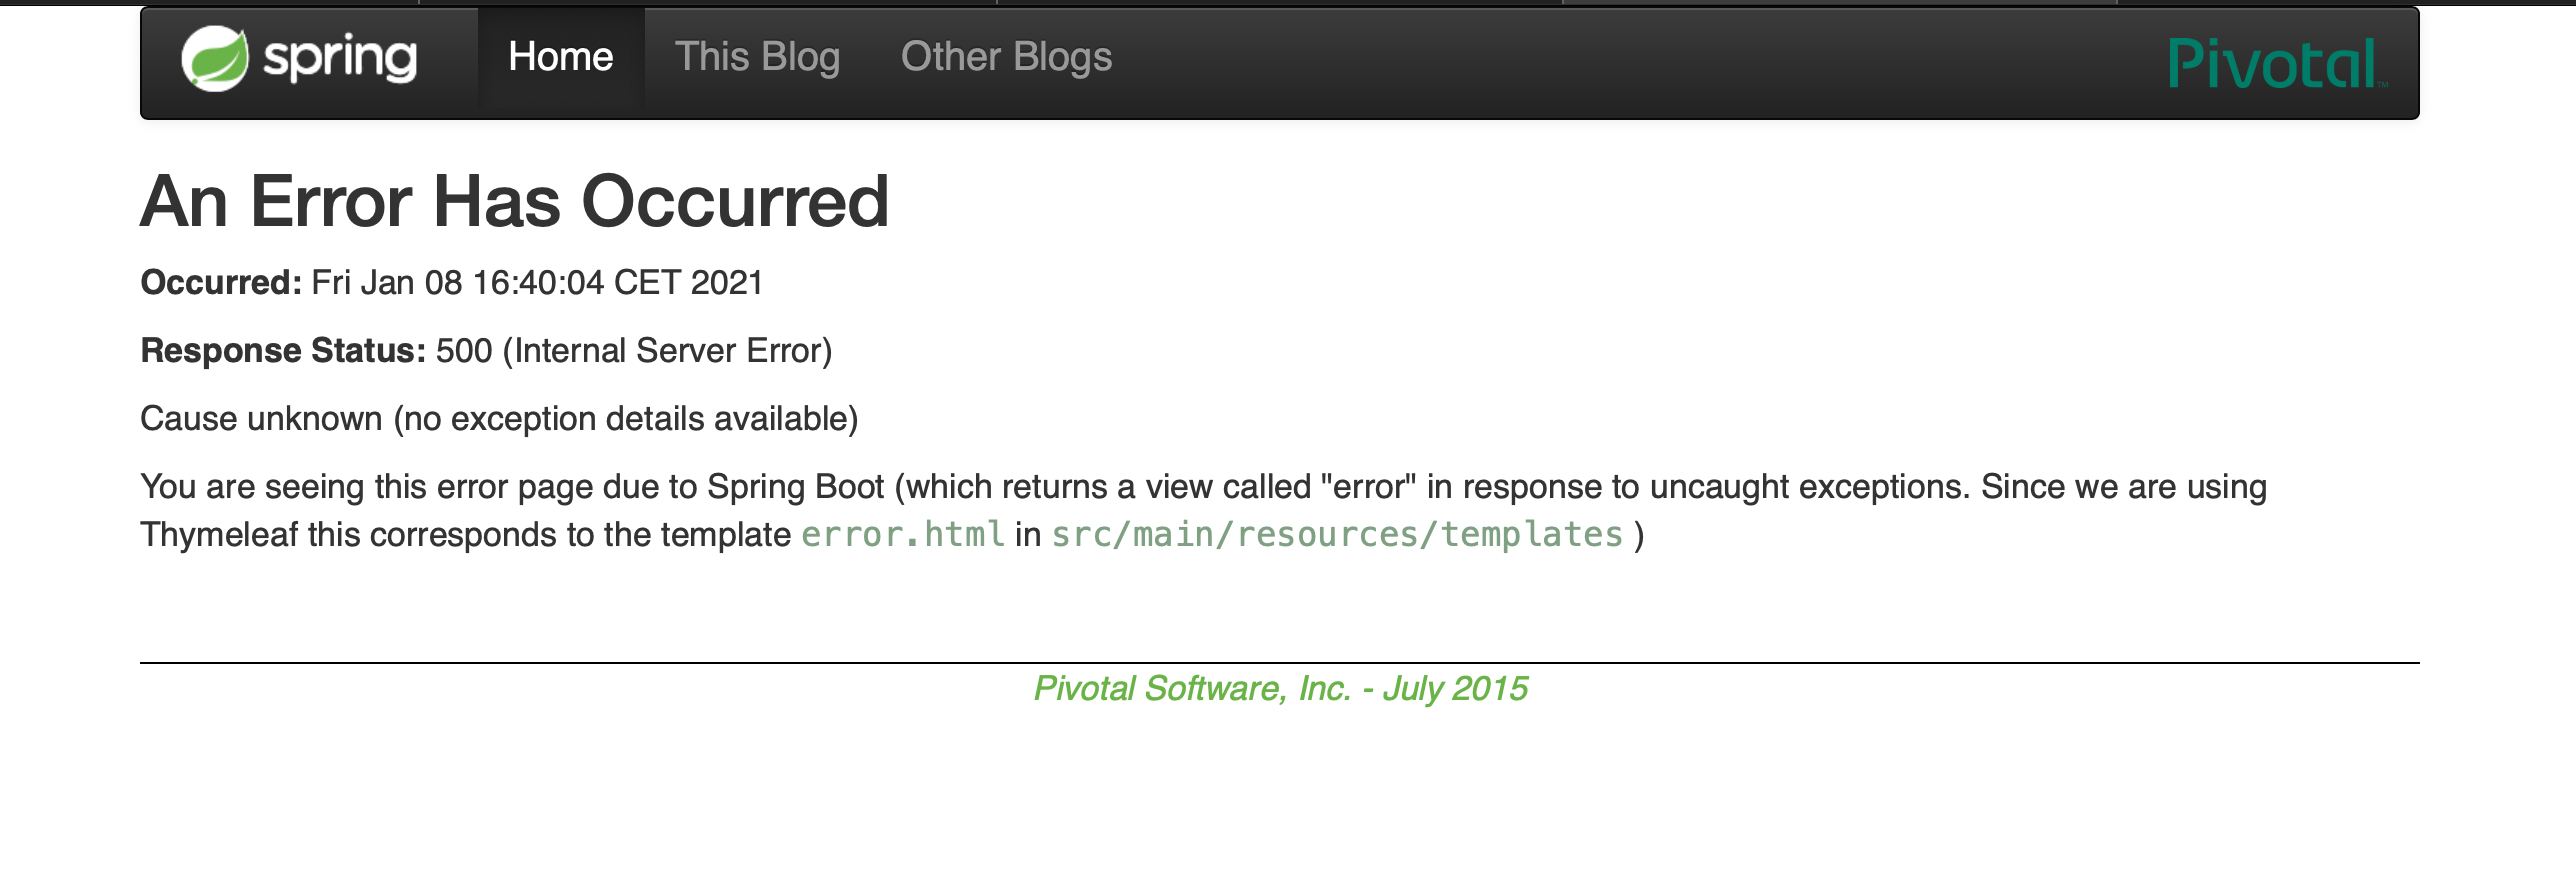 spring Home This Blog Other Blogs Pivotal™
An Error Has Occurred
Occurred: Fri Jan 08 16:40:04 CET 2021
Response Status: 500 (Internal Server Error)
Cause unknown (no exception details available)
You are seeing this error page due to Spring Boot (which returns a view called "error" in response to uncaught exceptions. Since we are using
Thymeleaf this corresponds to the template error.html in src/main/resources/templates )
Pivotal Software, Inc. - July 2015